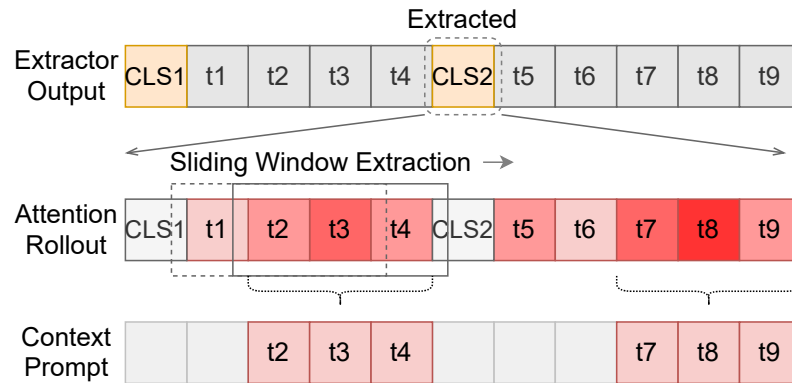 Extracted
Extractor Output
CLS1 t1 t2 t3 t4 CLS2 t5 t6 t7 t8 t9
Sliding Window Extraction →
Attention Rollout
CLS1 t1 t2 t3 t4 CLS2 t5 t6 t7 t8 t9
Context Prompt
t2 t3 t4 t7 t8 t9